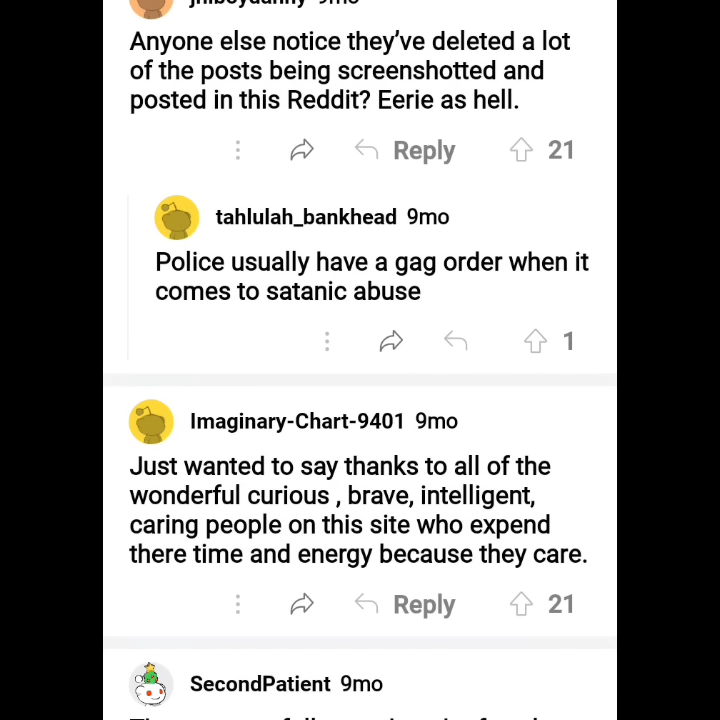 jhiboydanny 9mo
Anyone else notice they’ve deleted a lot
of the posts being screenshotted and
posted in this Reddit? Eerie as hell.
Reply 21
tahlulah_bankhead 9mo
Police usually have a gag order when it
comes to satanic abuse
1
Imaginary-Chart-9401 9mo
Just wanted to say thanks to all of the
wonderful curious , brave, intelligent,
caring people on this site who expend
there time and energy because they care.
Reply 21
SecondPatient 9mo